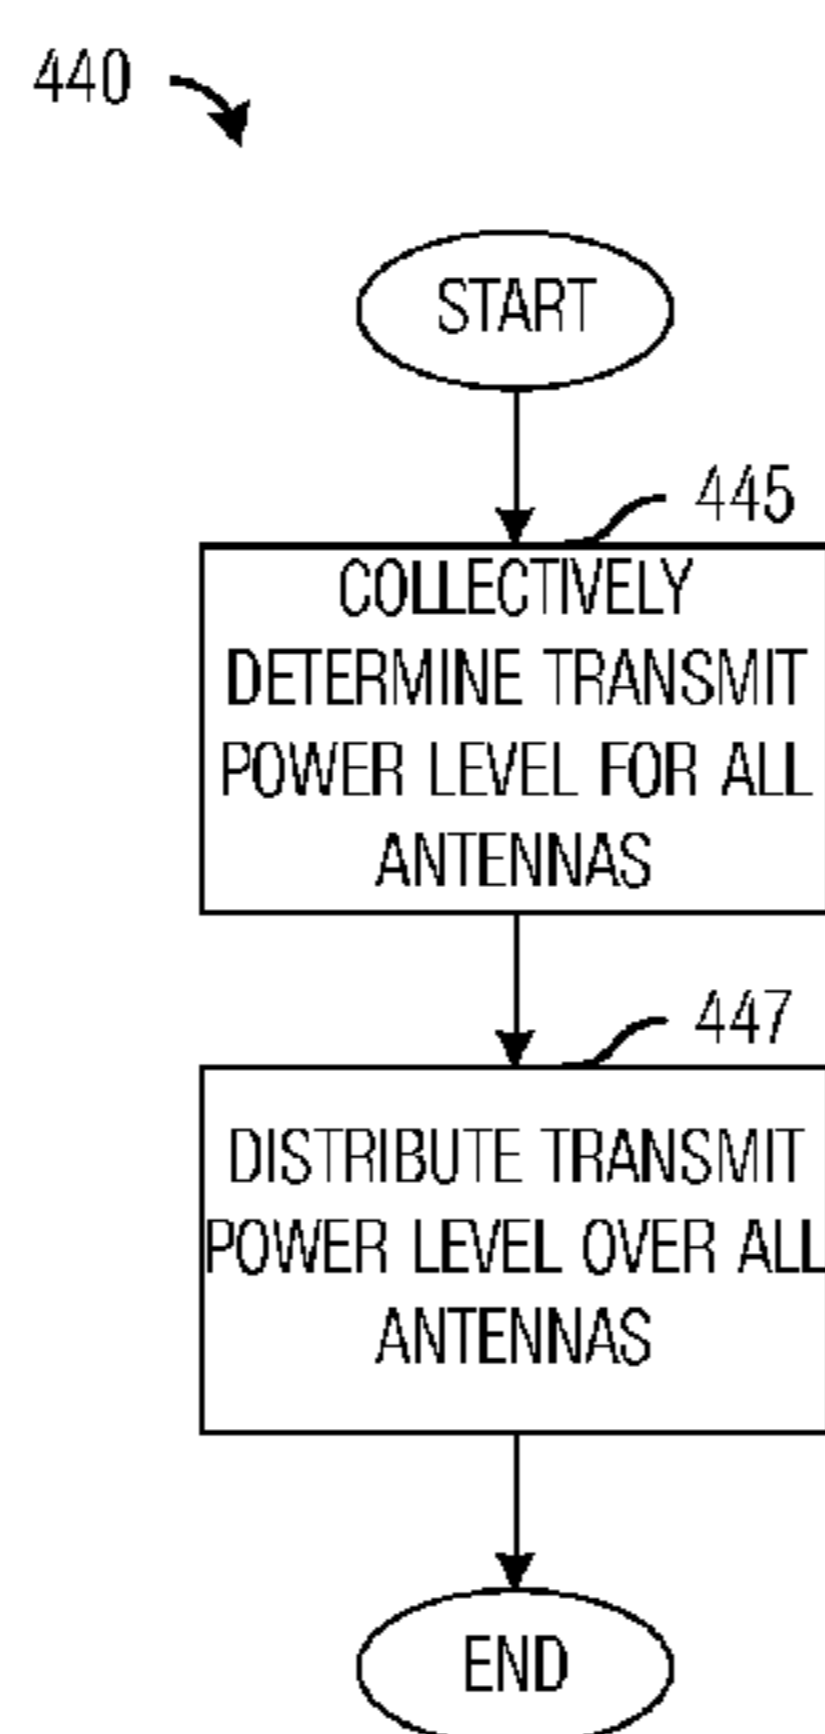 440
START
445
COLLECTIVELY
DETERMINE TRANSMIT
POWER LEVEL FOR ALL
ANTENNAS
447
DISTRIBUTE TRANSMIT
POWER LEVEL OVER ALL
ANTENNAS
END